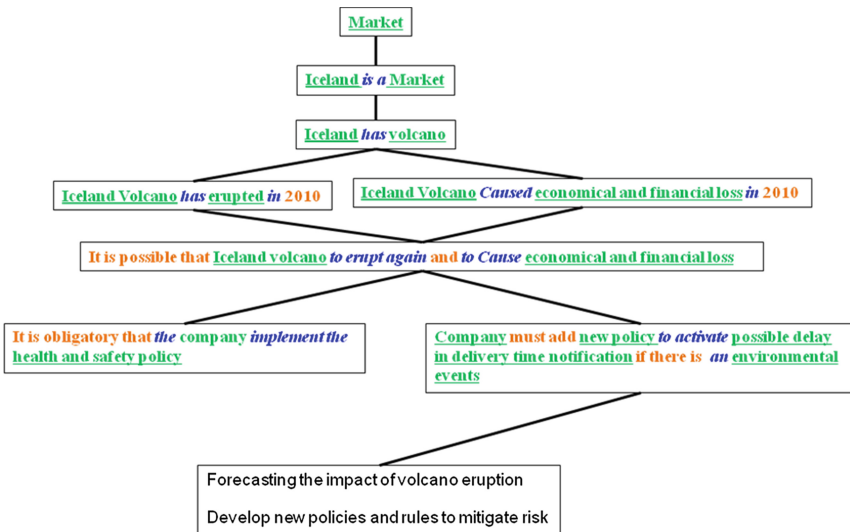 Market
Iceland is a Market
Iceland has volcano
Iceland Volcano has erupted in 2010
Iceland Volcano Caused economical and financial loss in 2010
It is possible that Iceland volcano to erupt again and to Cause economical and financial loss
It is obligatory that the company implement the
health and safety policy
Company must add new policy to activate possible delay
in delivery time notification if there is an environmental
events
Forecasting the impact of volcano eruption
Develop new policies and rules to mitigate risk